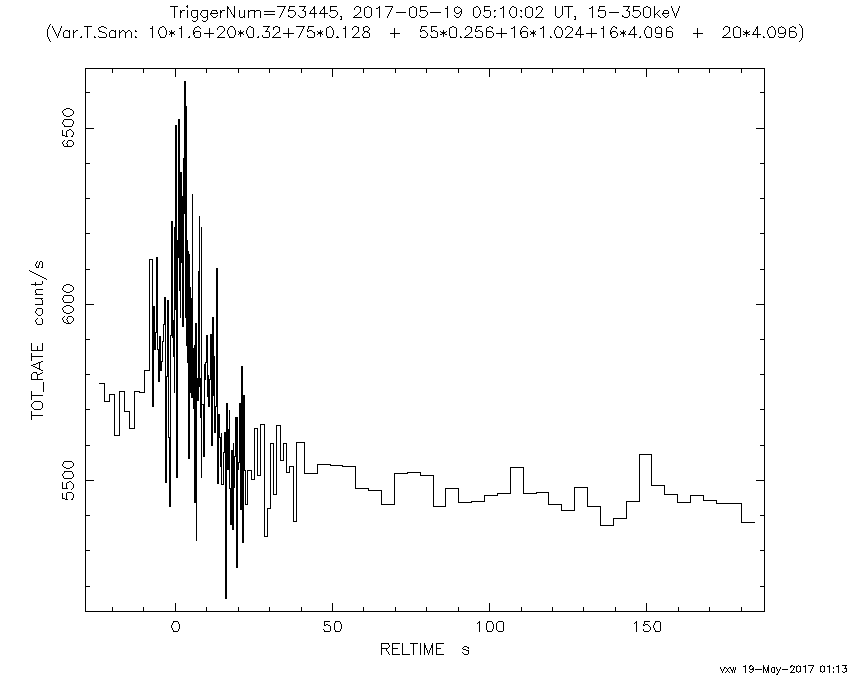 TriggerNum=753445, 2017-05-19 05:10:02 UT, 15-350keV
(Var.T.Sam: 10*1.6+20*0.32+75*0.128 + 55*0.256+16*1.024+16*4.096 + 20*4.096)
6500
6000
5500
TOT_RATE count/s
0 50 100 150
RELTIME s
vxw 19-May-2017 01:13